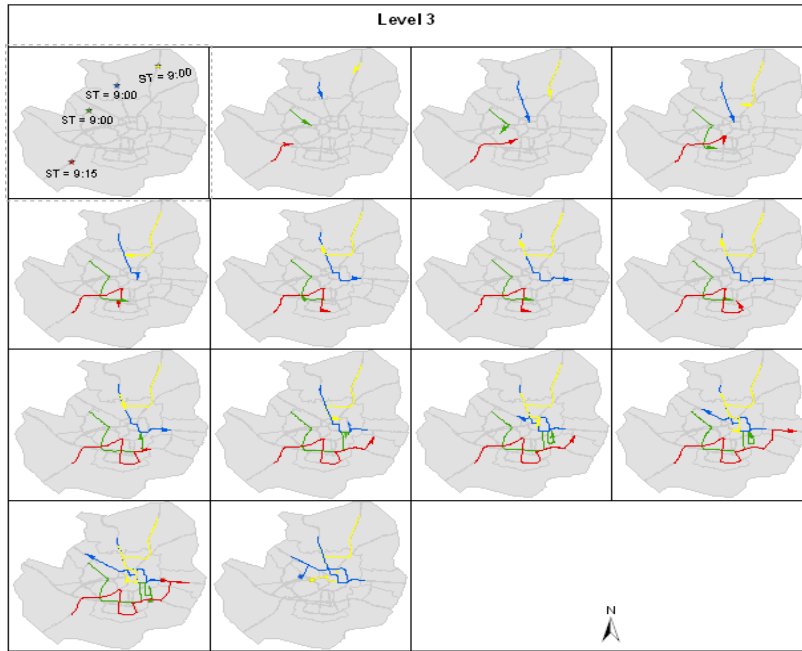 Level 3
ST = 9:00
ST = 9:00
ST = 9:00
ST = 9:15
N